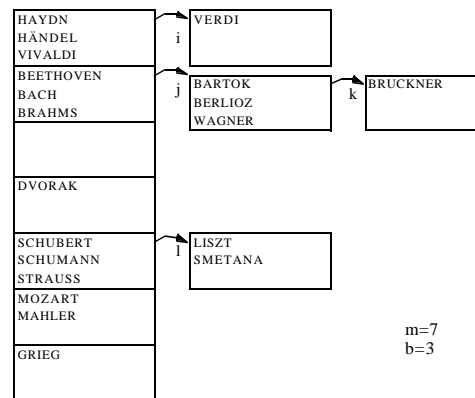 HAYDN
HÄNDEL
VIVALDI
i
VERDI
BEETHOVEN
BACH
BRAHMS
j
BARTOK
BERLIOZ
WAGNER
k
BRUCKNER
DVORAK
SCHUBERT
SCHUMANN
STRAUSS
l
LISZT
SMETANA
MOZART
MAHLER
GRIEG
m=7
b=3